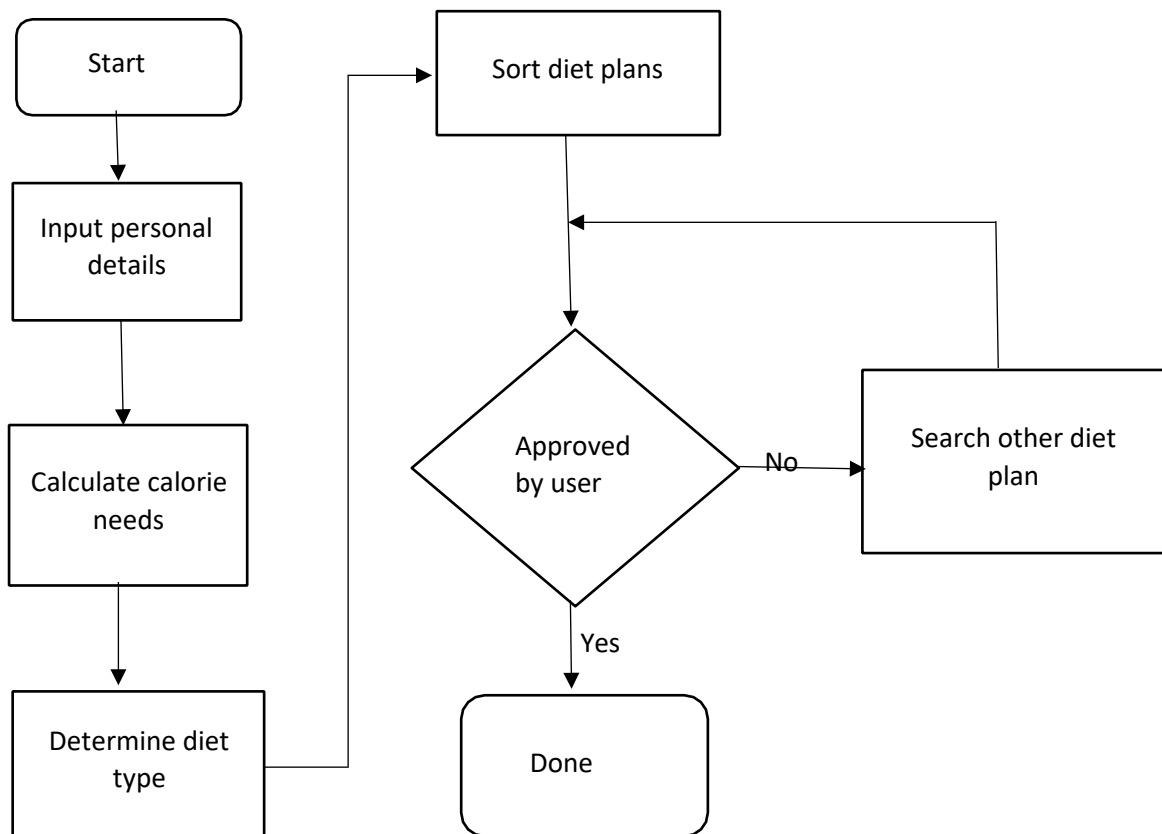 Start
Input personal
details
Calculate calorie
needs
Determine diet
type
Sort diet plans
Approved
by user
No
Search other diet
plan
Yes
Done